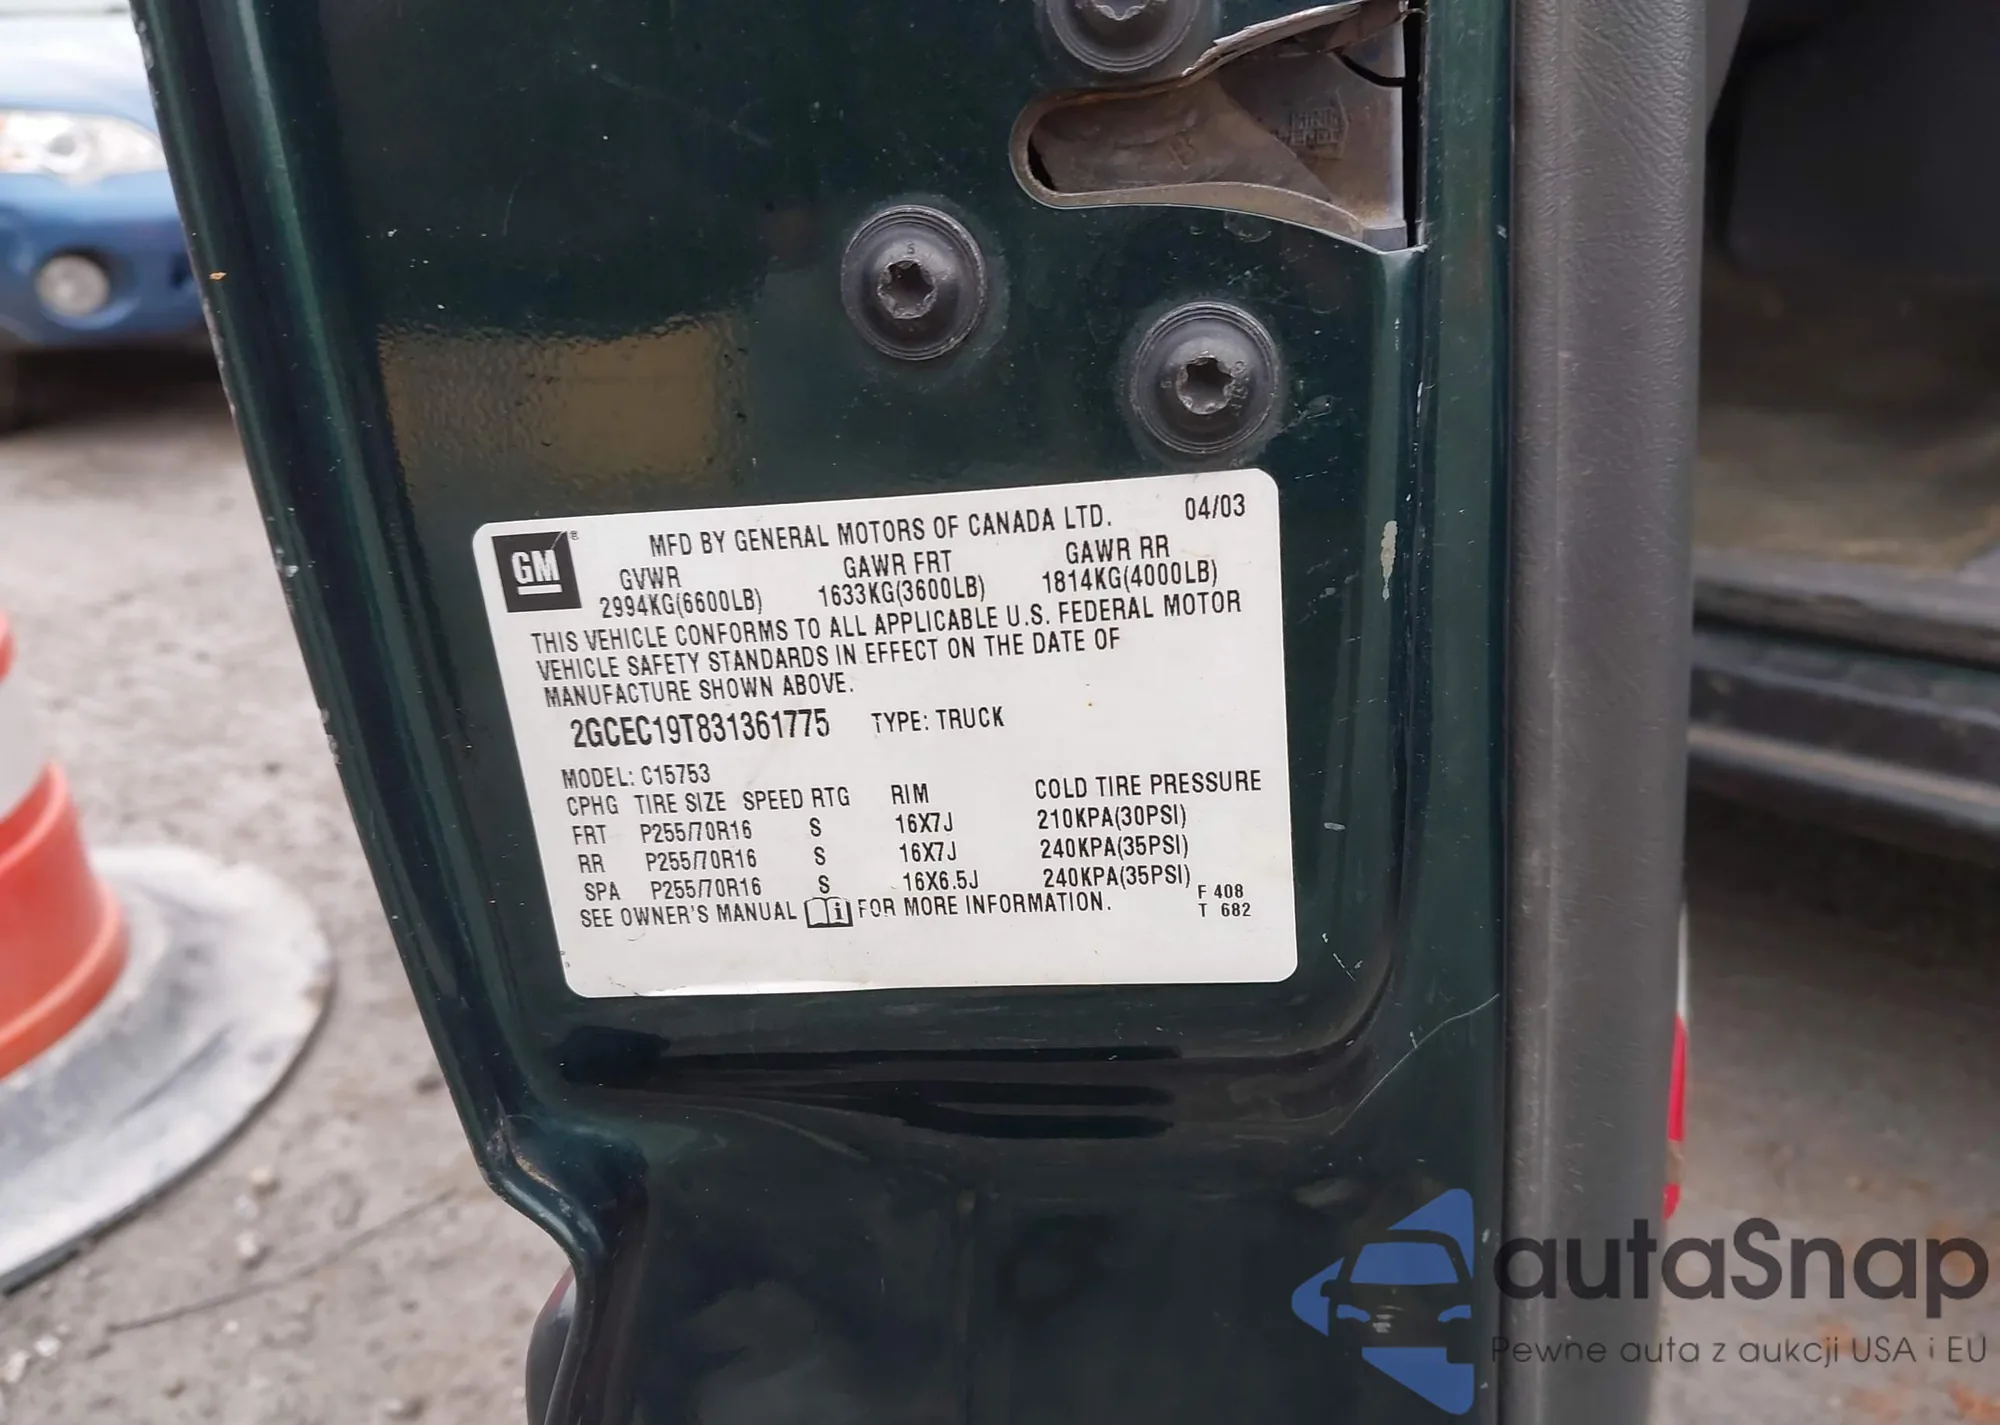 GM®
MFD BY GENERAL MOTORS OF CANADA LTD. 04/03
GVWR GAWR FRT GAWR RR
2994KG(6600LB) 1633KG(3600LB) 1814KG(4000LB)
THIS VEHICLE CONFORMS TO ALL APPLICABLE U.S. FEDERAL MOTOR
VEHICLE SAFETY STANDARDS IN EFFECT ON THE DATE OF
MANUFACTURE SHOWN ABOVE.
2GCEC19T831361775 TYPE: TRUCK
MODEL: C15753
CPHG TIRE SIZE SPEED RTG RIM COLD TIRE PRESSURE
FRT P255/70R16 S 16X7J 210KPA(30PSI)
RR P255/70R16 S 16X7J 240KPA(35PSI)
SPA P255/70R16 S 16X6.5J 240KPA(35PSI)
SEE OWNER'S MANUAL i FOR MORE INFORMATION.
F 408
T 682
autaSnap
Pewne auta z aukcji USA i EU